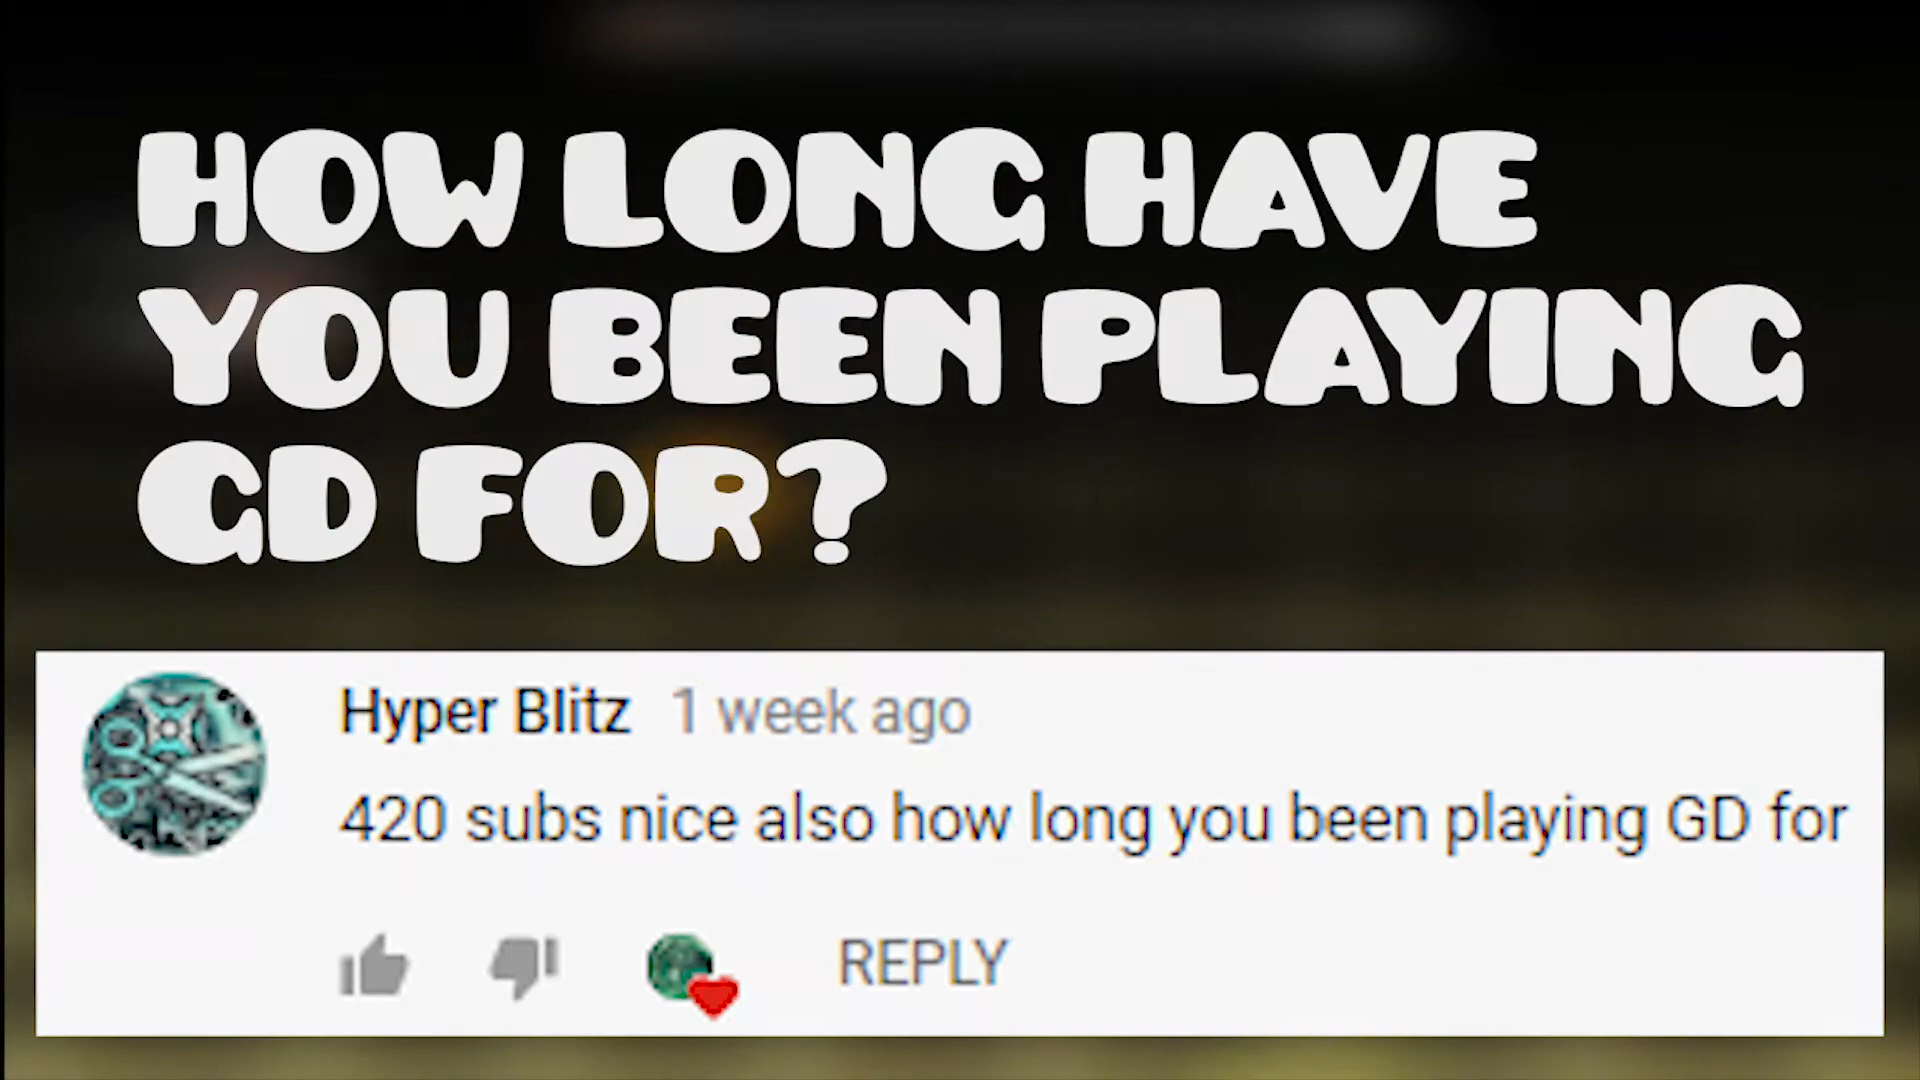 HOW LONG HAVE
YOU BEEN PLAYING
GD FOR?
Hyper Blitz 1 week ago
420 subs nice also how long you been playing GD for
REPLY